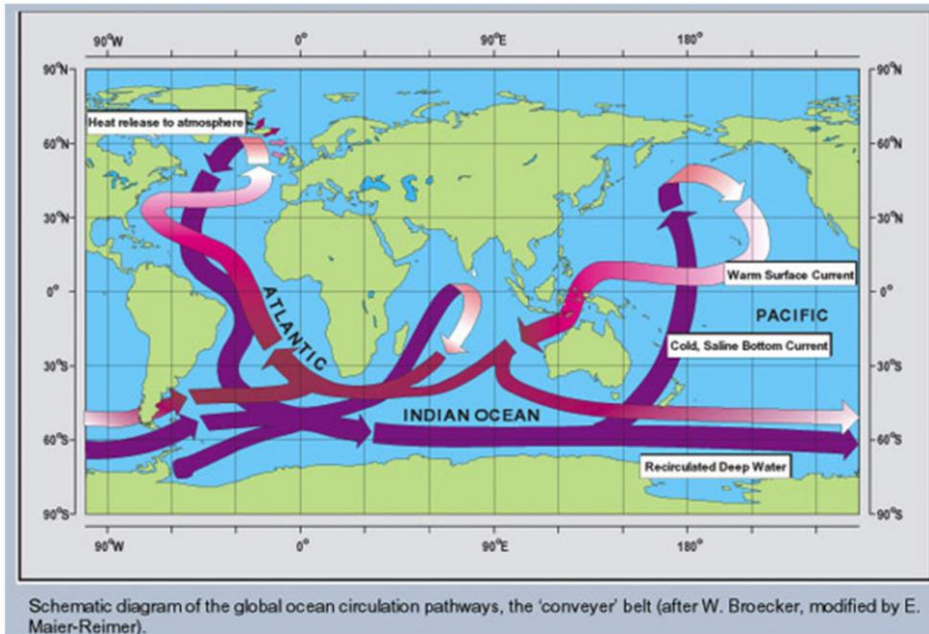 90°W 0° 90°E 180°
90°N 90°N
Heat release to atmosphere
60°N 60°N
30°N 30°N
Warm Surface Current
0° 0°
ATLANTIC
PACIFIC
Cold, Saline Bottom Current
30°S 30°S
INDIAN OCEAN
60°S 60°S
Recirculated Deep Water
90°S 90°S
90°W 0° 90°E 180°
Schematic diagram of the global ocean circulation pathways, the 'conveyer' belt (after W. Broecker, modified by E.
Maier-Reimer).